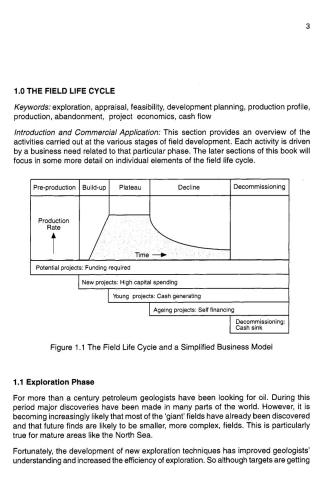 3
1.0 THE FIELD LIFE CYCLE
Keywords: exploration, appraisal, feasibility, development planning, production profile,
production, abandonment, project economics, cash flow
Introduction and Commercial Application: This section provides an overview of the
activities carried out at the various stages of field development. Each activity is driven
by a business need related to that particular phase. The later sections of this book will
focus in some more detail on individual elements of the field life cycle.
Pre-production Build-up Plateau Decline Decommissioning
Production
Rate
Time
Potential projects: Funding required
New projects: High capital spending
Young projects: Cash generating
Ageing projects: Self financing
Decommissioning:
Cash sink
Figure 1.1 The Field Life Cycle and a Simplified Business Model
1.1 Exploration Phase
For more than a century petroleum geologists have been looking for oil. During this
period major discoveries have been made in many parts of the world. However, it is
becoming increasingly likely that most of the 'giant' fields have already been discovered
and that future finds are likely to be smaller, more complex, fields. This is particularly
true for mature areas like the North Sea.
Fortunately, the development of new exploration techniques has improved geologists'
understanding and increased the efficiency of exploration. So although targets are getting